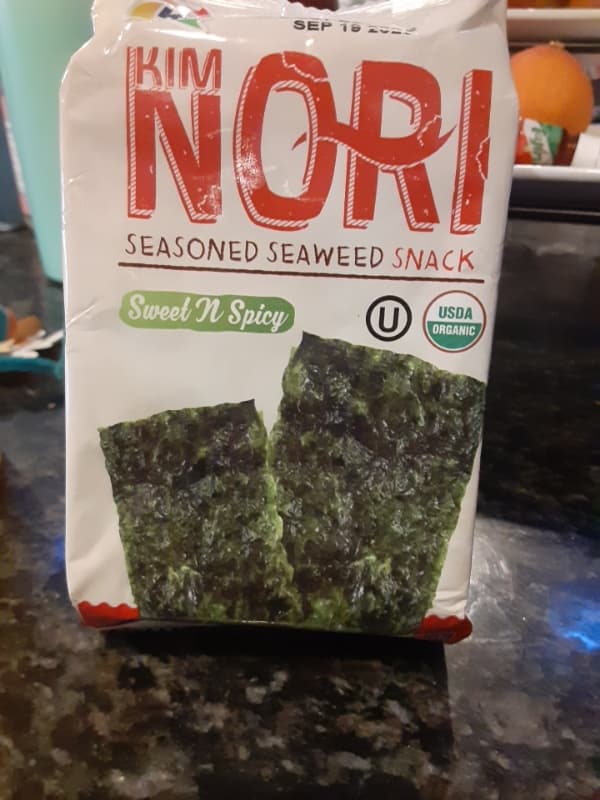 SEP 19
KIM
NORI
SEASONED SEAWEED SNACK
Sweet N Spicy
U
USDA
ORGANIC